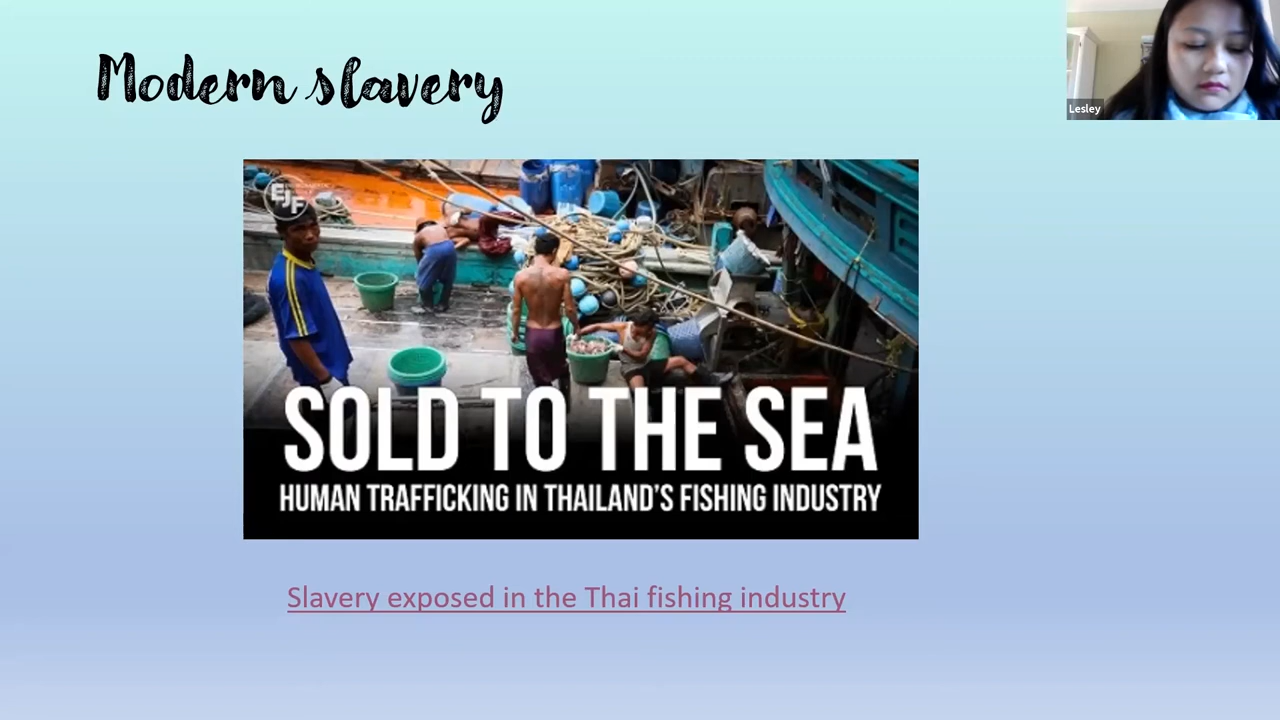 Modern slavery
Lesley
EJF
SOLD TO THE SEA
HUMAN TRAFFICKING IN THAILAND'S FISHING INDUSTRY
Slavery exposed in the Thai fishing industry